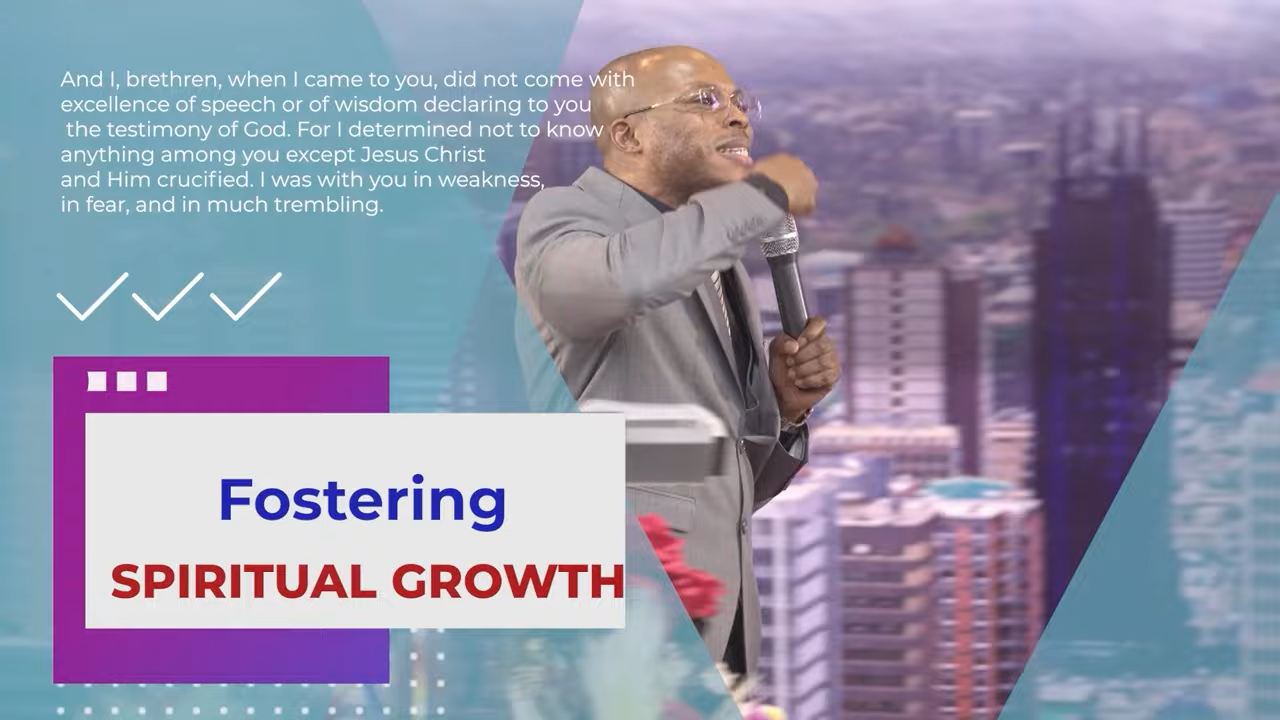 And I, brethren, when I came to you, did not come with
excellence of speech or of wisdom declaring to you
the testimony of God. For I determined not to know
anything among you except Jesus Christ
and Him crucified. I was with you in weakness,
in fear, and in much trembling.
Fostering
SPIRITUAL GROWTH